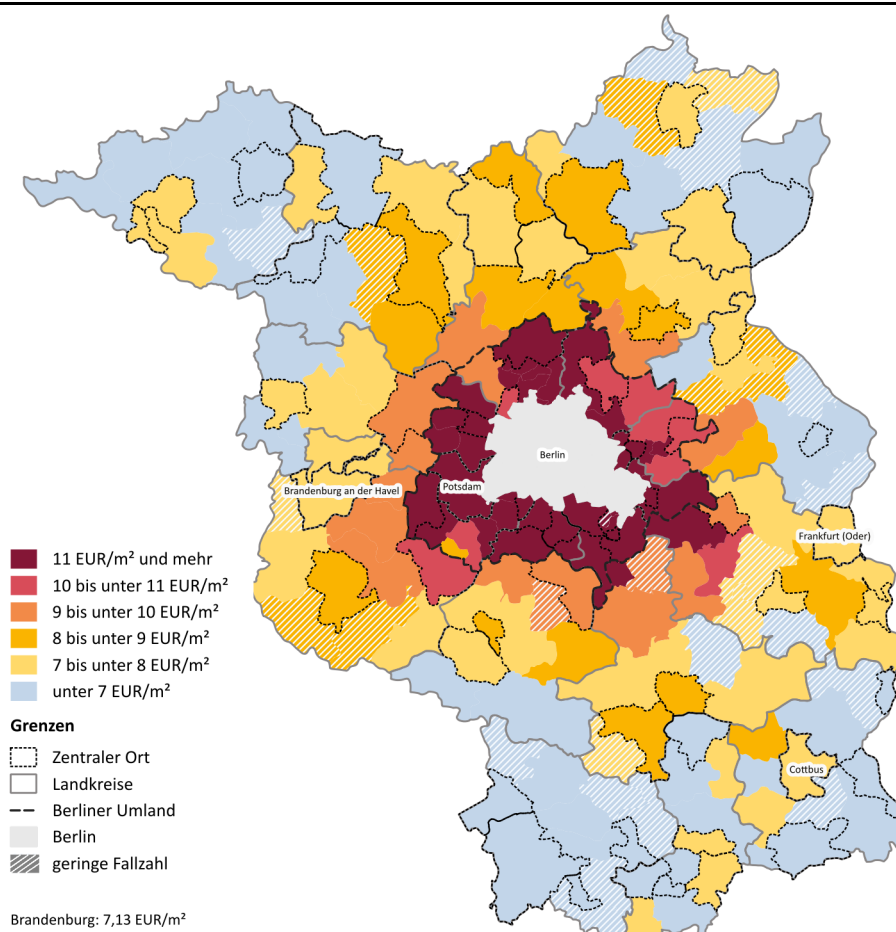 Berlin
Brandenburg an der Havel
Potsdam
Frankfurt (Oder)
Cottbus
11 EUR/m² und mehr
10 bis unter 11 EUR/m²
9 bis unter 10 EUR/m²
8 bis unter 9 EUR/m²
7 bis unter 8 EUR/m²
unter 7 EUR/m²
Grenzen
Zentraler Ort
Landkreise
Berliner Umland
Berlin
geringe Fallzahl
Brandenburg: 7,13 EUR/m²